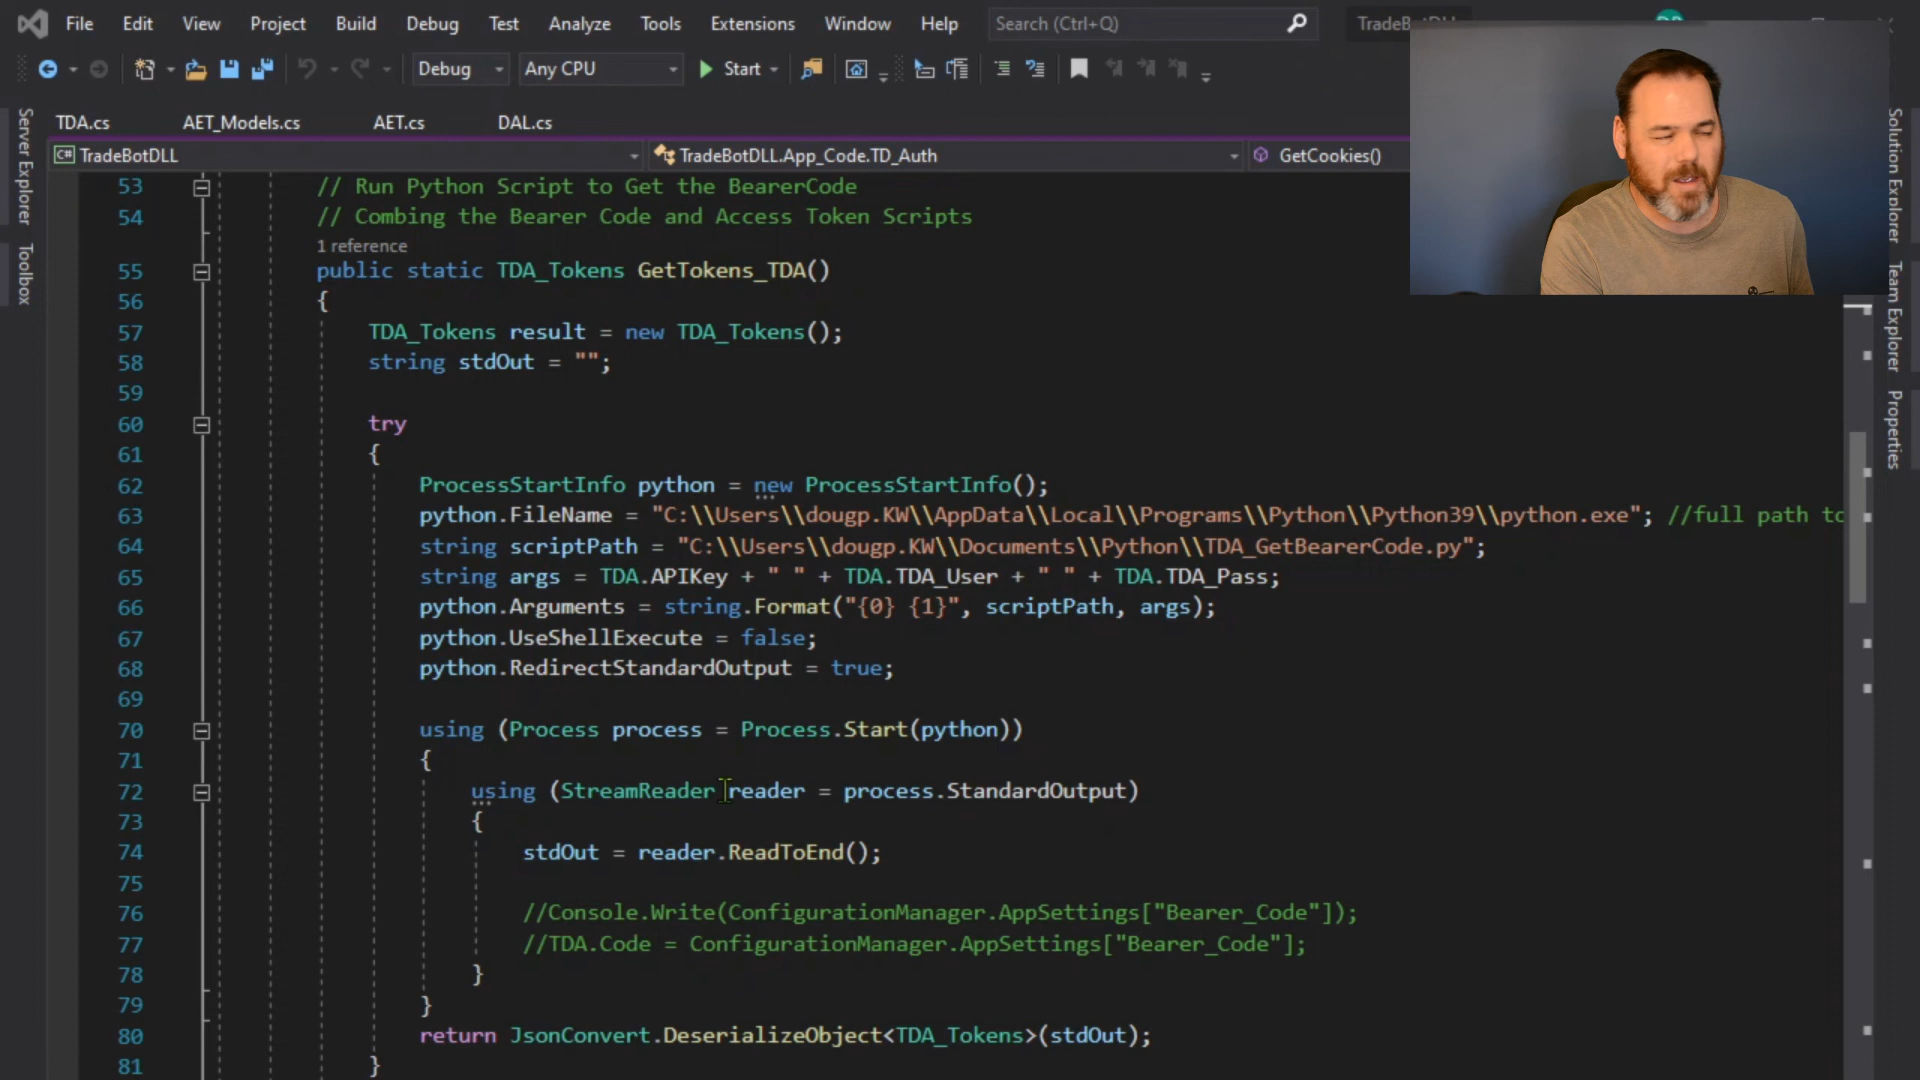 File Edit View Project Build Debug Test Analyze Tools Extensions Window Help Search (Ctrl+Q)
Debug Any CPU Start
TDA.cs AET_Models.cs AET.cs DAL.cs
C# TradeBotDLL TradeBotDLL.App_Code.TD_Auth GetCookies()
Server Explorer
Toolbox
53 // Run Python Script to Get the BearerCode
54 // Combing the Bearer Code and Access Token Scripts
1 reference
55 public static TDA_Tokens GetTokens_TDA()
56 {
57 TDA_Tokens result = new TDA_Tokens();
58 string stdOut = "";
59
60 try
61 {
62 ProcessStartInfo python = new ProcessStartInfo();
63 python.FileName = "C:\\Users\\dougp.KW\\AppData\\Local\\Programs\\Python\\Python39\\python.exe"; //full path to
64 string scriptPath = "C:\\Users\\dougp.KW\\Documents\\Python\\TDA_GetBearerCode.py";
65 string args = TDA.APIKey + " " + TDA.TDA_User + " " + TDA.TDA_Pass;
66 python.Arguments = string.Format("{0} {1}", scriptPath, args);
67 python.UseShellExecute = false;
68 python.RedirectStandardOutput = true;
69
70 using (Process process = Process.Start(python))
71 {
72 using (StreamReader reader = process.StandardOutput)
73 {
74 stdOut = reader.ReadToEnd();
75
76 //Console.Write(ConfigurationManager.AppSettings["Bearer_Code"]);
77 //TDA.Code = ConfigurationManager.AppSettings["Bearer_Code"];
78 }
79 }
80 return JsonConvert.DeserializeObject<TDA_Tokens>(stdOut);
81 }
Solution Explorer
Team Explorer
Properties